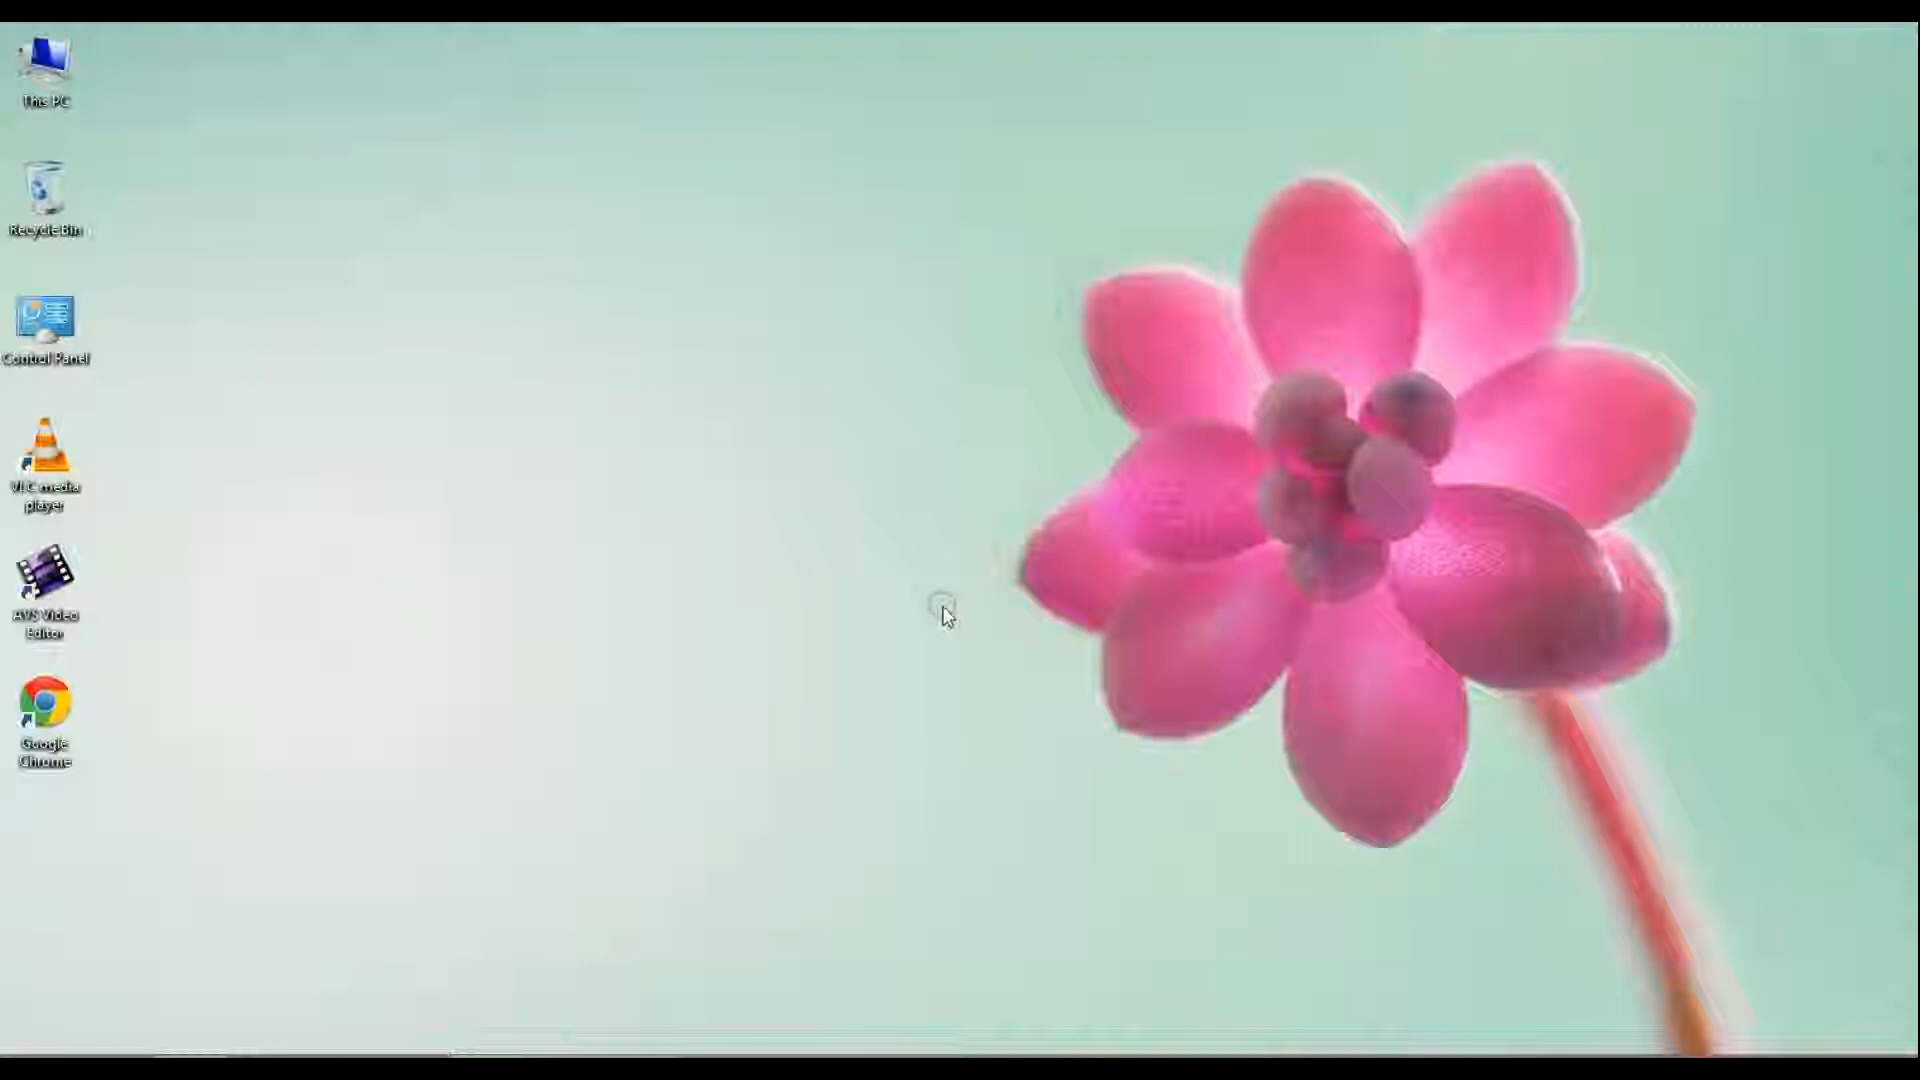 This PC
Recycle Bin
Control Panel
VLC media
player
AVS Video
Editor
Google
Chrome